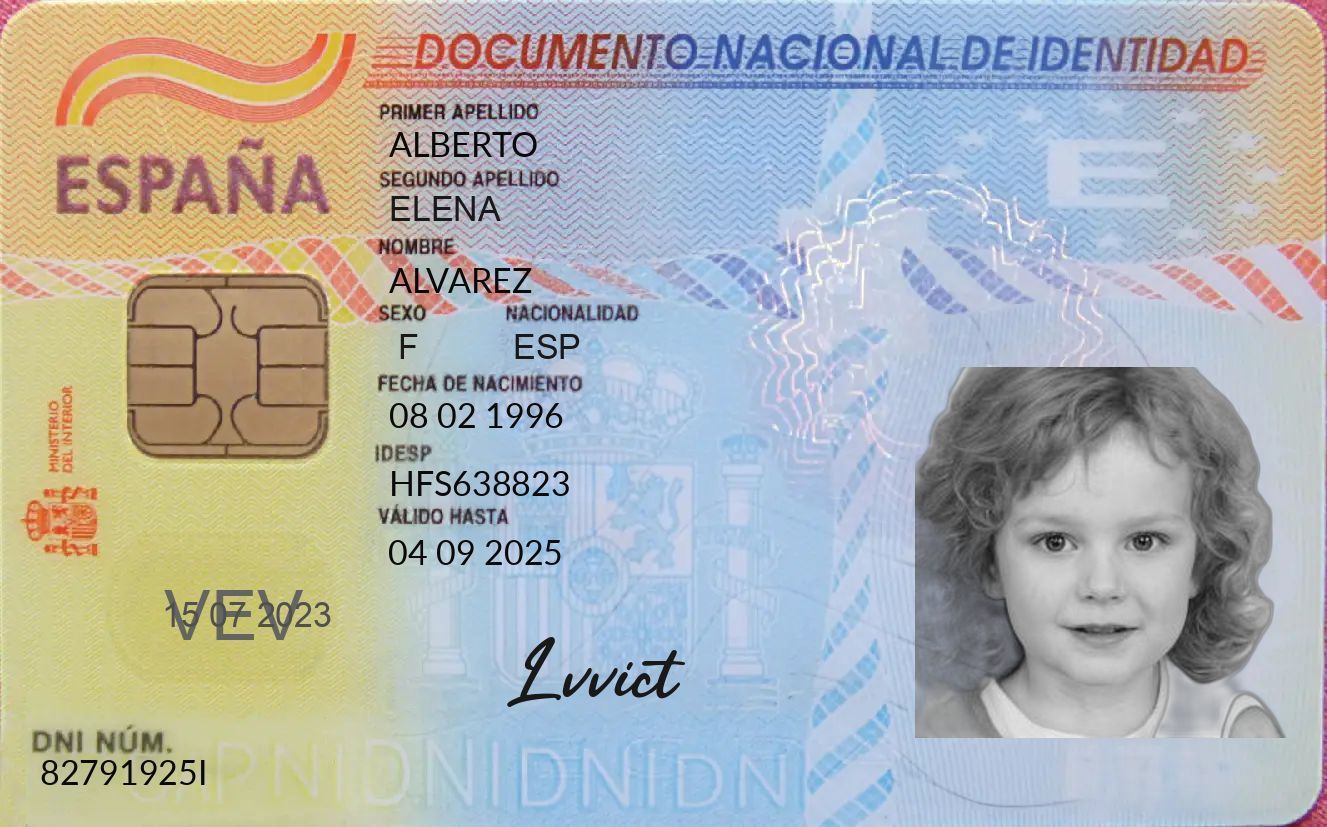 DOCUMENTO NACIONAL DE IDENTIDAD
ESPAÑA
PRIMER APELLIDO
ALBERTO
SEGUNDO APELLIDO
ELENA
NOMBRE
ALVAREZ
SEXO NACIONALIDAD
F ESP
FECHA DE NACIMIENTO
08 02 1996
IDESP
HFS638823
VÁLIDO HASTA
04 09 2025
MINISTERIO
DEL INTERIOR
E
VEV
15 07 2023
Lvvict
DNI NÚM.
82791925I
DNIDNIDNIDN